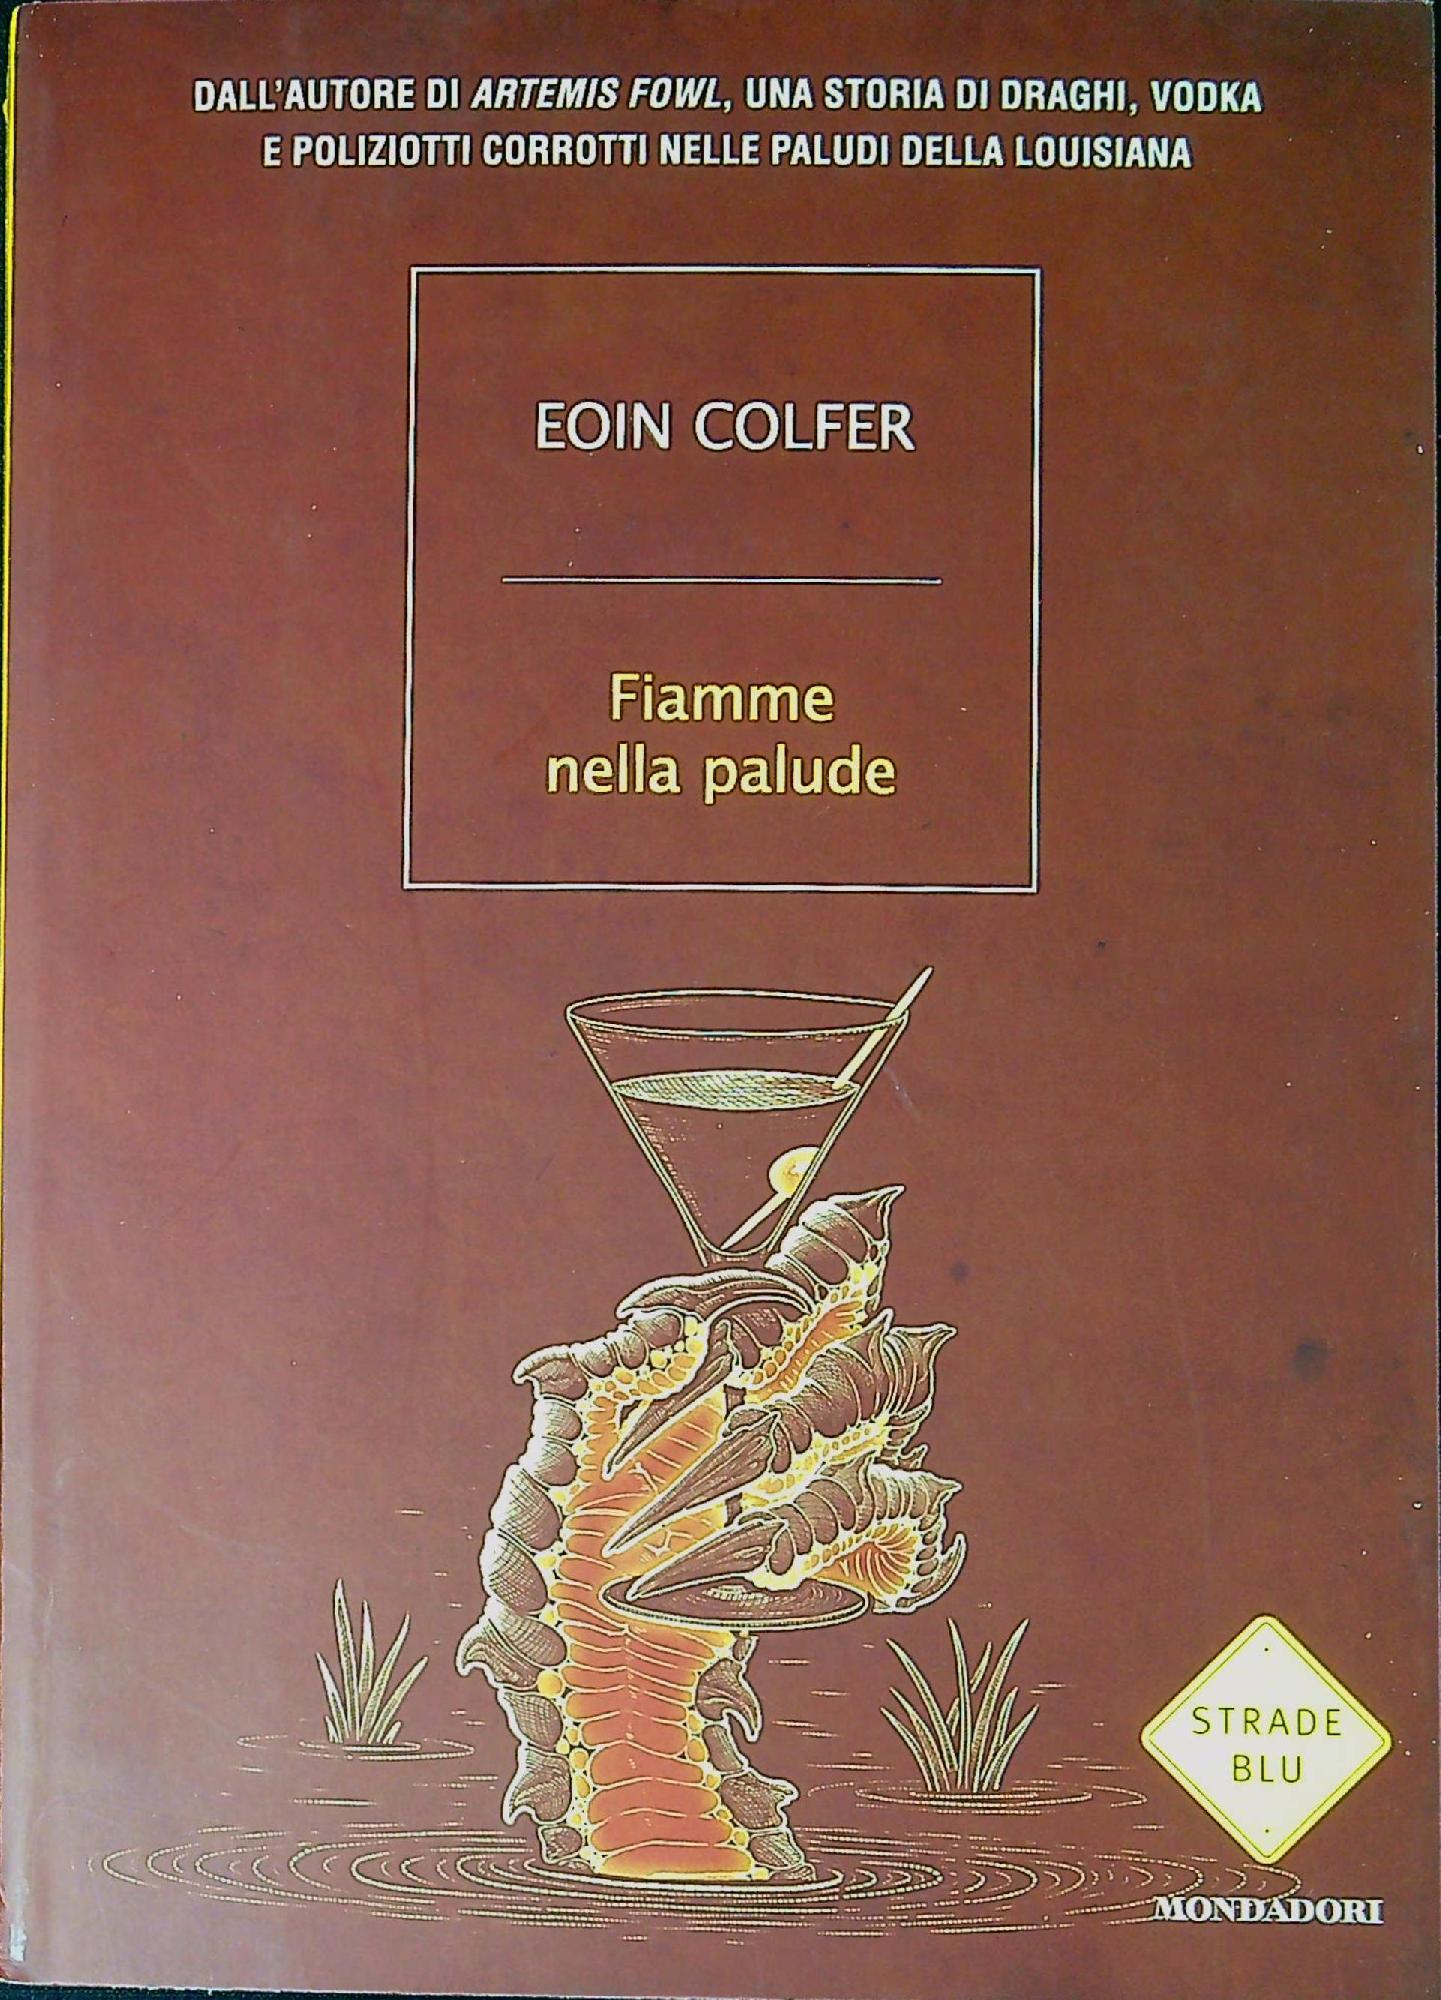 DALL'AUTORE DI ARTEMIS FOWL, UNA STORIA DI DRAGHI, VODKA
E POLIZIOTTI CORROTTI NELLE PALUDI DELLA LOUISIANA
EOIN COLFER
Fiamme
nella palude
STRADE
BLU
MONDADORI